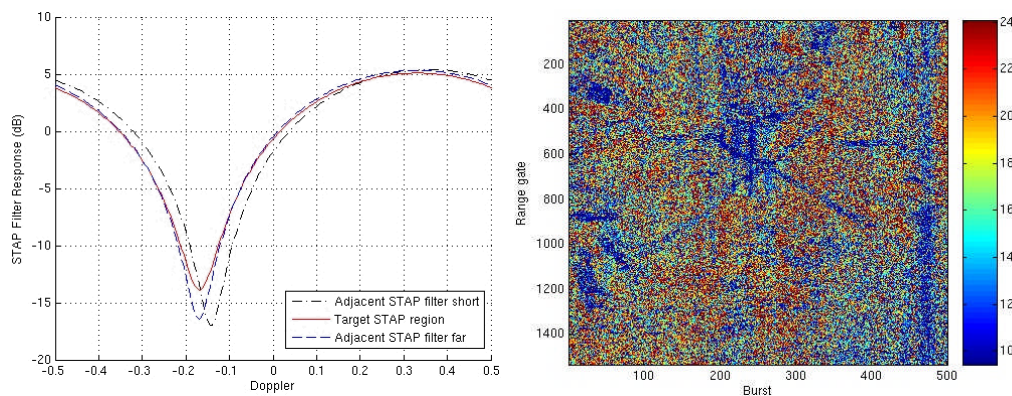 10
5
0
-5
-10
-15
-20
STAP Filter Response (dB)
-0.5 -0.4 -0.3 -0.2 -0.1 0 0.1 0.2 0.3 0.4 0.5
Doppler
Adjacent STAP filter short
Target STAP region
Adjacent STAP filter far
200
400
600
800
1000
1200
1400
Range gate
100 200 300 400 500
Burst
24
22
20
18
16
14
12
10